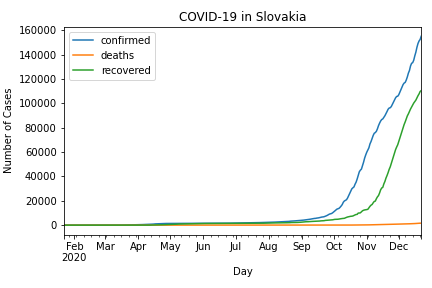 COVID-19 in Slovakia
confirmed
deaths
recovered
160000
140000
120000
100000
80000
60000
40000
20000
0
Number of Cases
Feb Mar Apr May Jun Jul Aug Sep Oct Nov Dec
2020
Day